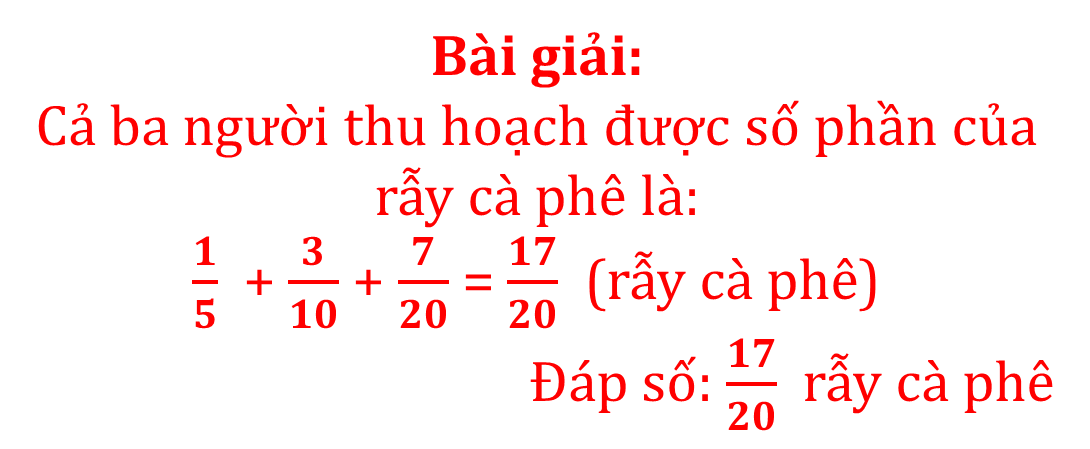 Bài giải:
Cả ba người thu hoạch được số phần của
rẫy cà phê là:
1/5 + 3/10 + 7/20 = 17/20 (rẫy cà phê)
Đáp số: 17/20 rẫy cà phê